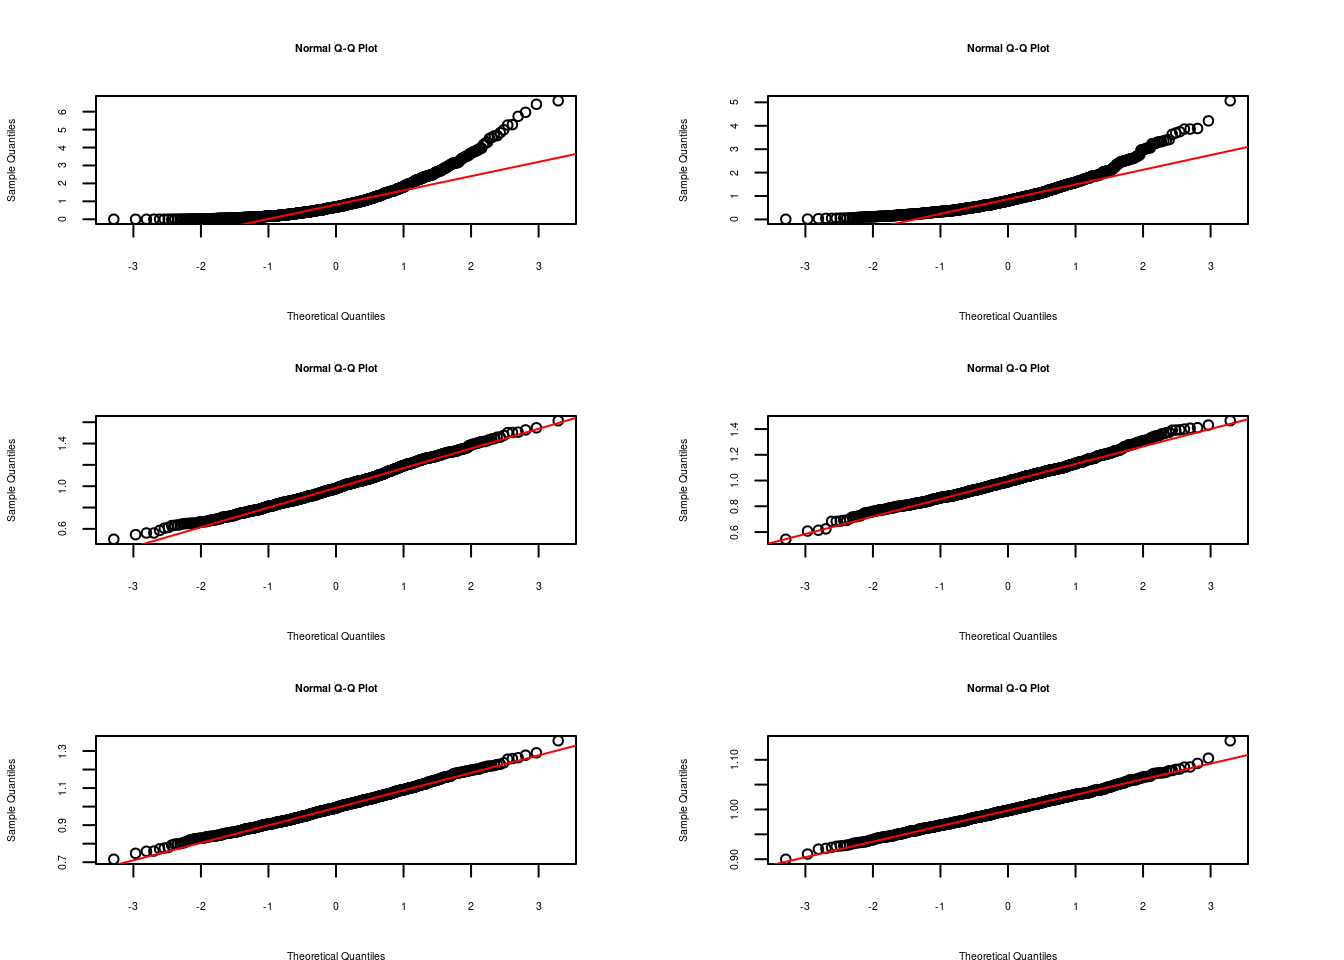 Normal Q-Q Plot
Sample Quantiles
0 1 2 3 4 5 6
-3 -2 -1 0 1 2 3
Theoretical Quantiles
Normal Q-Q Plot
Sample Quantiles
0 1 2 3 4 5
-3 -2 -1 0 1 2 3
Theoretical Quantiles
Normal Q-Q Plot
Sample Quantiles
0.6 1.0 1.4
-3 -2 -1 0 1 2 3
Theoretical Quantiles
Normal Q-Q Plot
Sample Quantiles
0.6 0.8 1.0 1.2 1.4
-3 -2 -1 0 1 2 3
Theoretical Quantiles
Normal Q-Q Plot
Sample Quantiles
0.7 0.9 1.1 1.3
-3 -2 -1 0 1 2 3
Theoretical Quantiles
Normal Q-Q Plot
Sample Quantiles
0.90 1.00 1.10
-3 -2 -1 0 1 2 3
Theoretical Quantiles